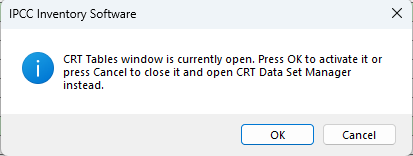 IPCC Inventory Software
CRT Tables window is currently open. Press OK to activate it or
press Cancel to close it and open CRT Data Set Manager
instead.
OK
Cancel